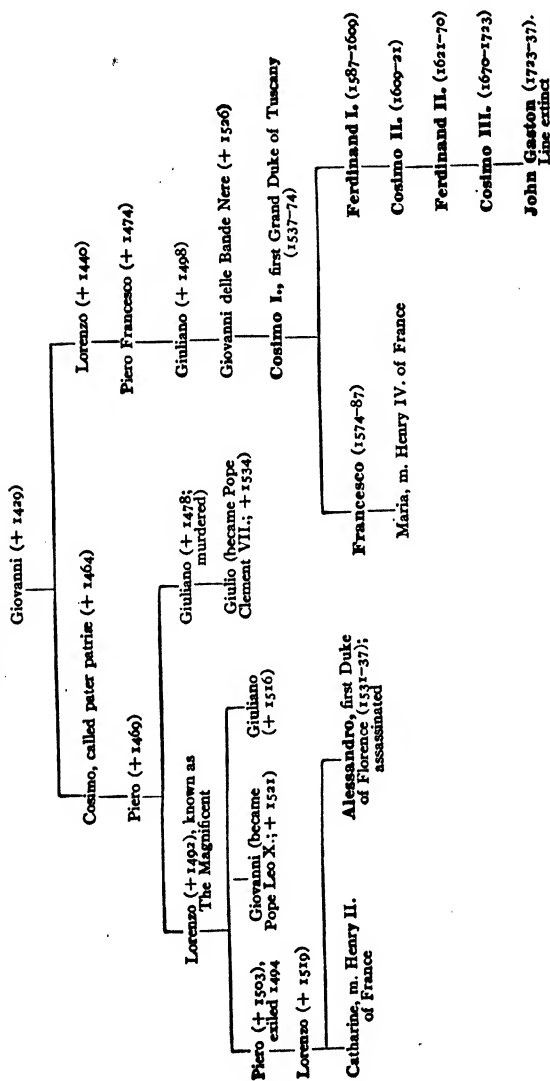 Giovanni (+ 1429)
Cosimo, called pater patriæ (+ 1464)
Lorenzo (+ 1440)
Piero (+ 1469)
Piero Francesco (+ 1474)
Lorenzo (+ 1492), known as
The Magnificent
Giuliano (+ 1478;
murdered)
Giuliano (+ 1498)
Piero (+ 1503),
exiled 1494
Giovanni (became
Pope Leo X.; + 1521)
Giuliano
(+ 1516)
Giulio (became Pope
Clement VII.; + 1534)
Giovanni delle Bande Nere (+ 1526)
Lorenzo (+ 1519)
Cosimo I., first Grand Duke of Tuscany
(1537-74)
Catharine, m. Henry II.
of France
Alessandro, first Duke
of Florence (1531-37);
assassinated
Francesco (1574-87)
Ferdinand I. (1587-1609)
Maria, m. Henry IV. of France
Cosimo II. (1609-21)
Ferdinand II. (1621-70)
Cosimo III. (1670-1723)
John Gaston (1723-37).
Line extinct